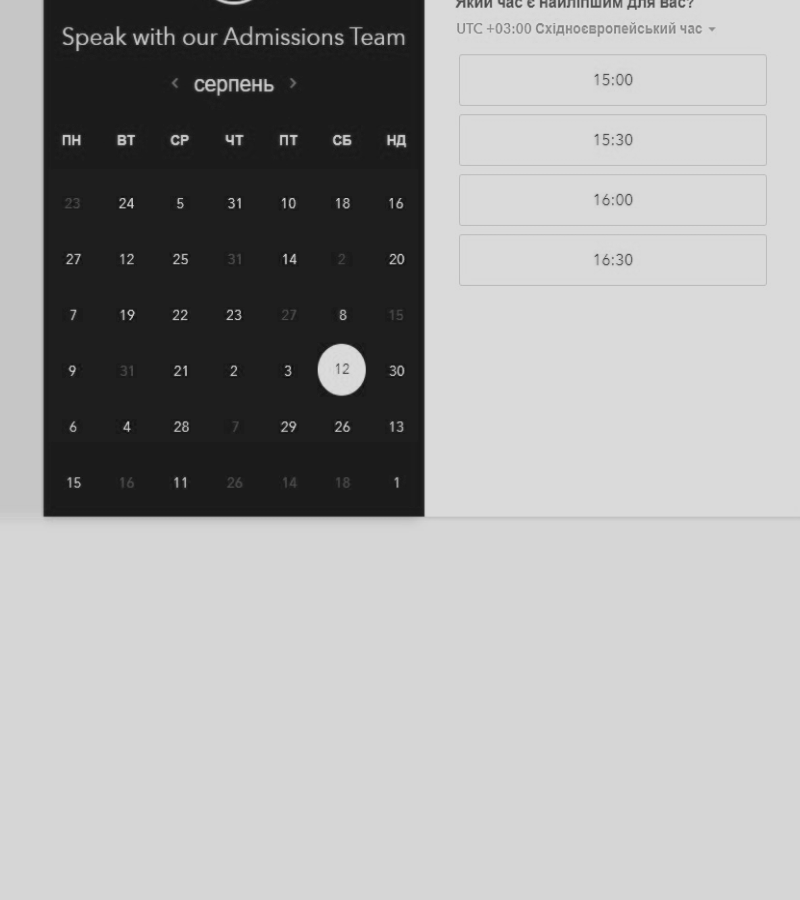 Який час є найліпшим для вас?
Speak with our Admissions Team
UTC +03:00 Східноєвропейський час
серпень
ПН ВТ СР ЧТ ПТ СБ НД
23 24 5 31 10 18 16
27 12 25 31 14 2 20
7 19 22 23 27 8 15
9 31 21 2 3 12 30
6 4 28 7 29 26 13
15 16 11 26 14 18 1
15:00
15:30
16:00
16:30